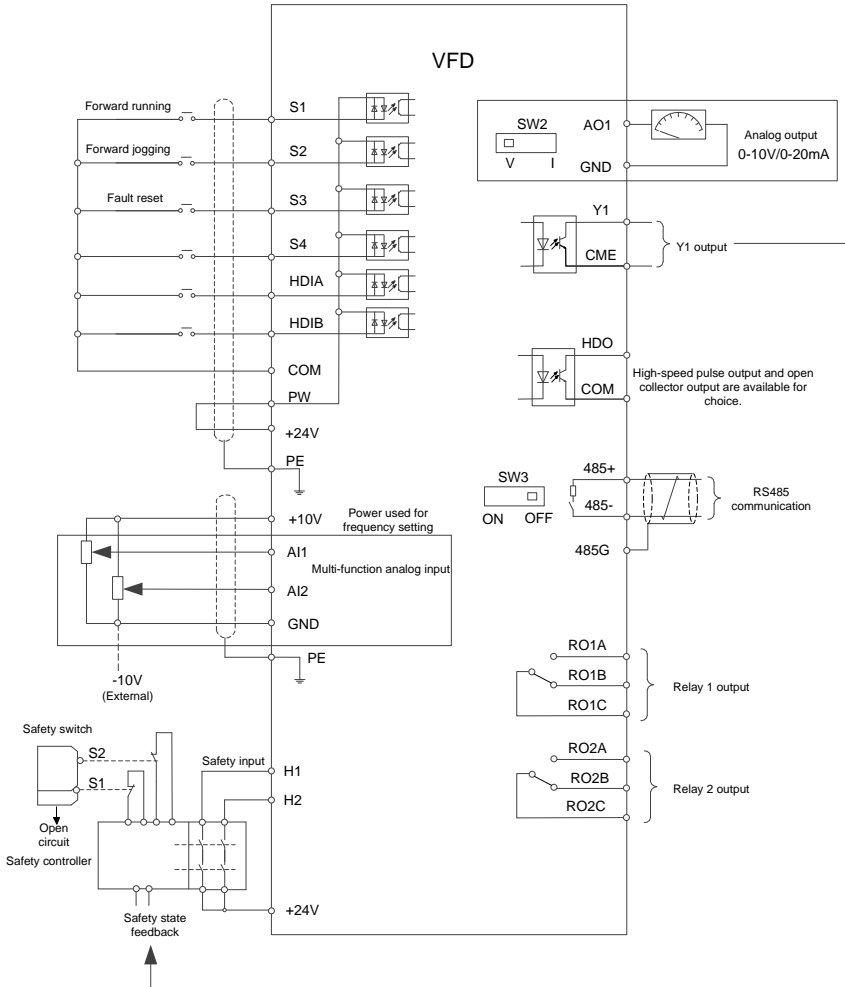 VFD
Forward running
S1
Forward jogging
S2
Fault reset
S3
S4
HDIA
HDIB
COM
PW
+24V
PE
SW2
V I
AO1
GND
Analog output
0-10V/0-20mA
Y1
CME
Y1 output
HDO
COM
High-speed pulse output and open
collector output are available for
choice.
SW3
ON OFF
485+
485-
485G
RS485
communication
Power used for
frequency setting
+10V
AI1
Multi-function analog input
AI2
GND
PE
-10V
(External)
RO1A
RO1B
RO1C
Relay 1 output
RO2A
RO2B
RO2C
Relay 2 output
Safety switch
S2
S1
Open
circuit
Safety controller
Safety input
H1
H2
+24V
Safety state
feedback